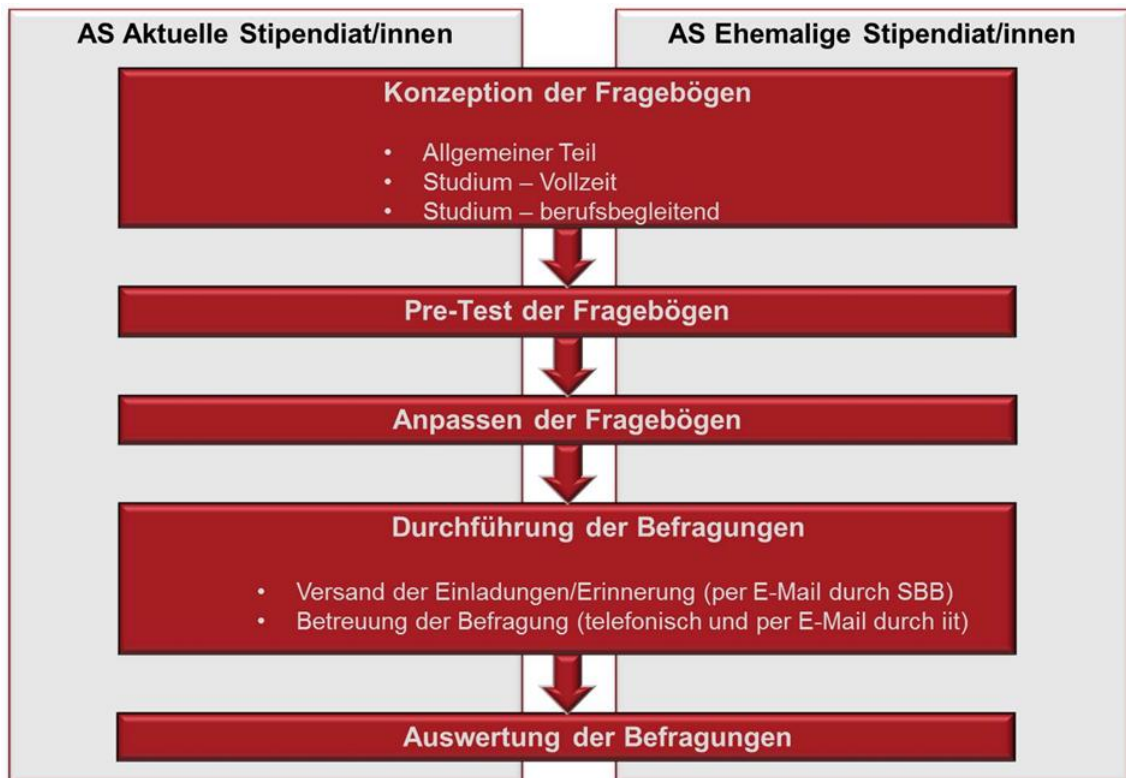 AS Aktuelle Stipendiat/innen
AS Ehemalige Stipendiat/innen
Konzeption der Fragebögen
• Allgemeiner Teil
• Studium – Vollzeit
• Studium – berufsbegleitend
Pre-Test der Fragebögen
Anpassen der Fragebögen
Durchführung der Befragungen
• Versand der Einladungen/Erinnerung (per E-Mail durch SBB)
• Betreuung der Befragung (telefonisch und per E-Mail durch iit)
Auswertung der Befragungen